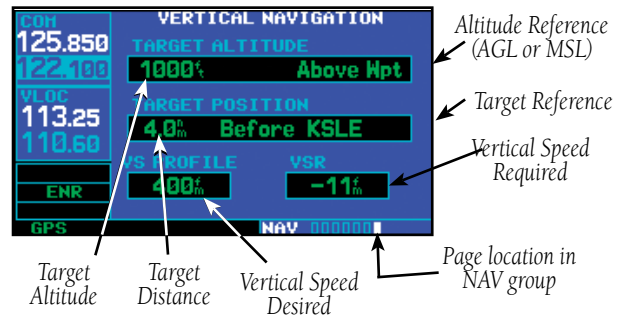 COM
VERTICAL NAVIGATION
125.850
TARGET ALTITUDE
122.100
1000ft Above Wpt
VLOC
TARGET POSITION
113.25
4.0nm Before KSLE
110.60
VS PROFILE
VSR
400fm
-11fm
ENR
GPS
NAV
Altitude Reference
(AGL or MSL)
Target Reference
Vertical Speed
Required
Page location in
NAV group
Target
Altitude
Target
Distance
Vertical Speed
Desired